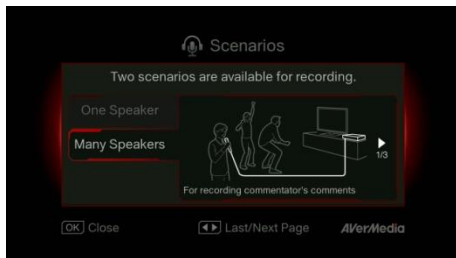 Scenarios
Two scenarios are available for recording.
One Speaker
Many Speakers
1/3
For recording commentator's comments
OK Close
Last/Next Page
AVerMedia